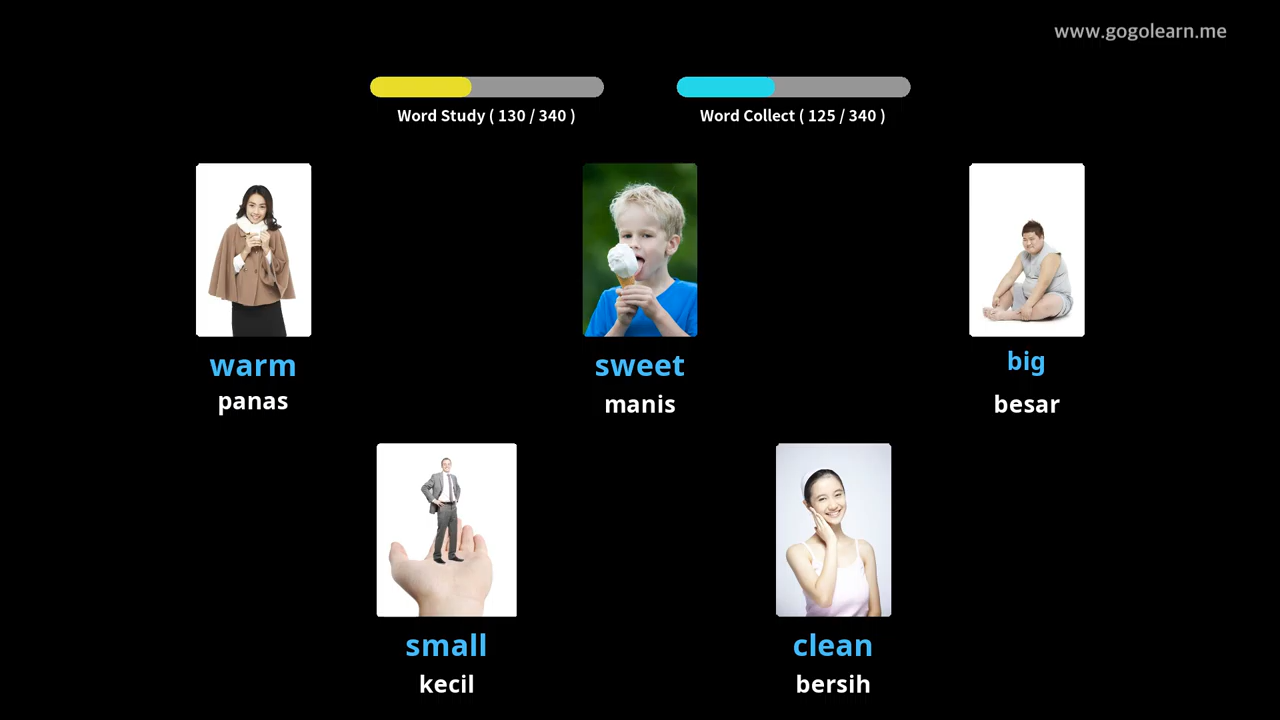 www.gogolearn.me
Word Study ( 130 / 340 )
Word Collect ( 125 / 340 )
warm
panas
sweet
manis
big
besar
small
kecil
clean
bersih